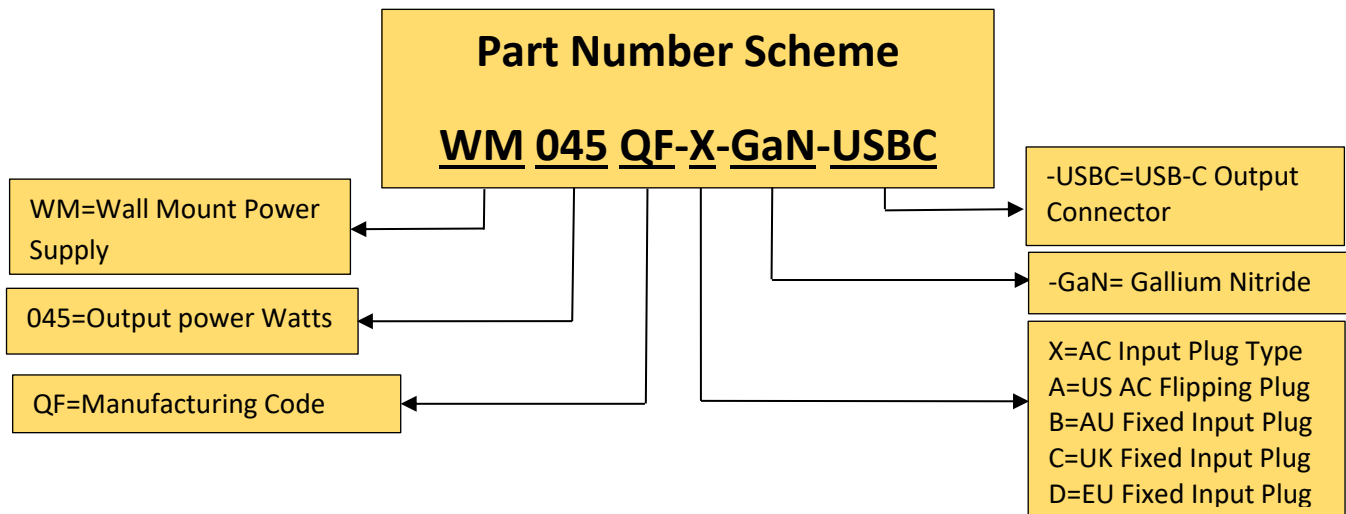 Part Number Scheme
WM 045 QF-X-GaN-USBC
WM=Wall Mount Power
Supply
045=Output power Watts
QF=Manufacturing Code
-USBC=USB-C Output
Connector
-GaN= Gallium Nitride
X=AC Input Plug Type
A=US AC Flipping Plug
B=AU Fixed Input Plug
C=UK Fixed Input Plug
D=EU Fixed Input Plug